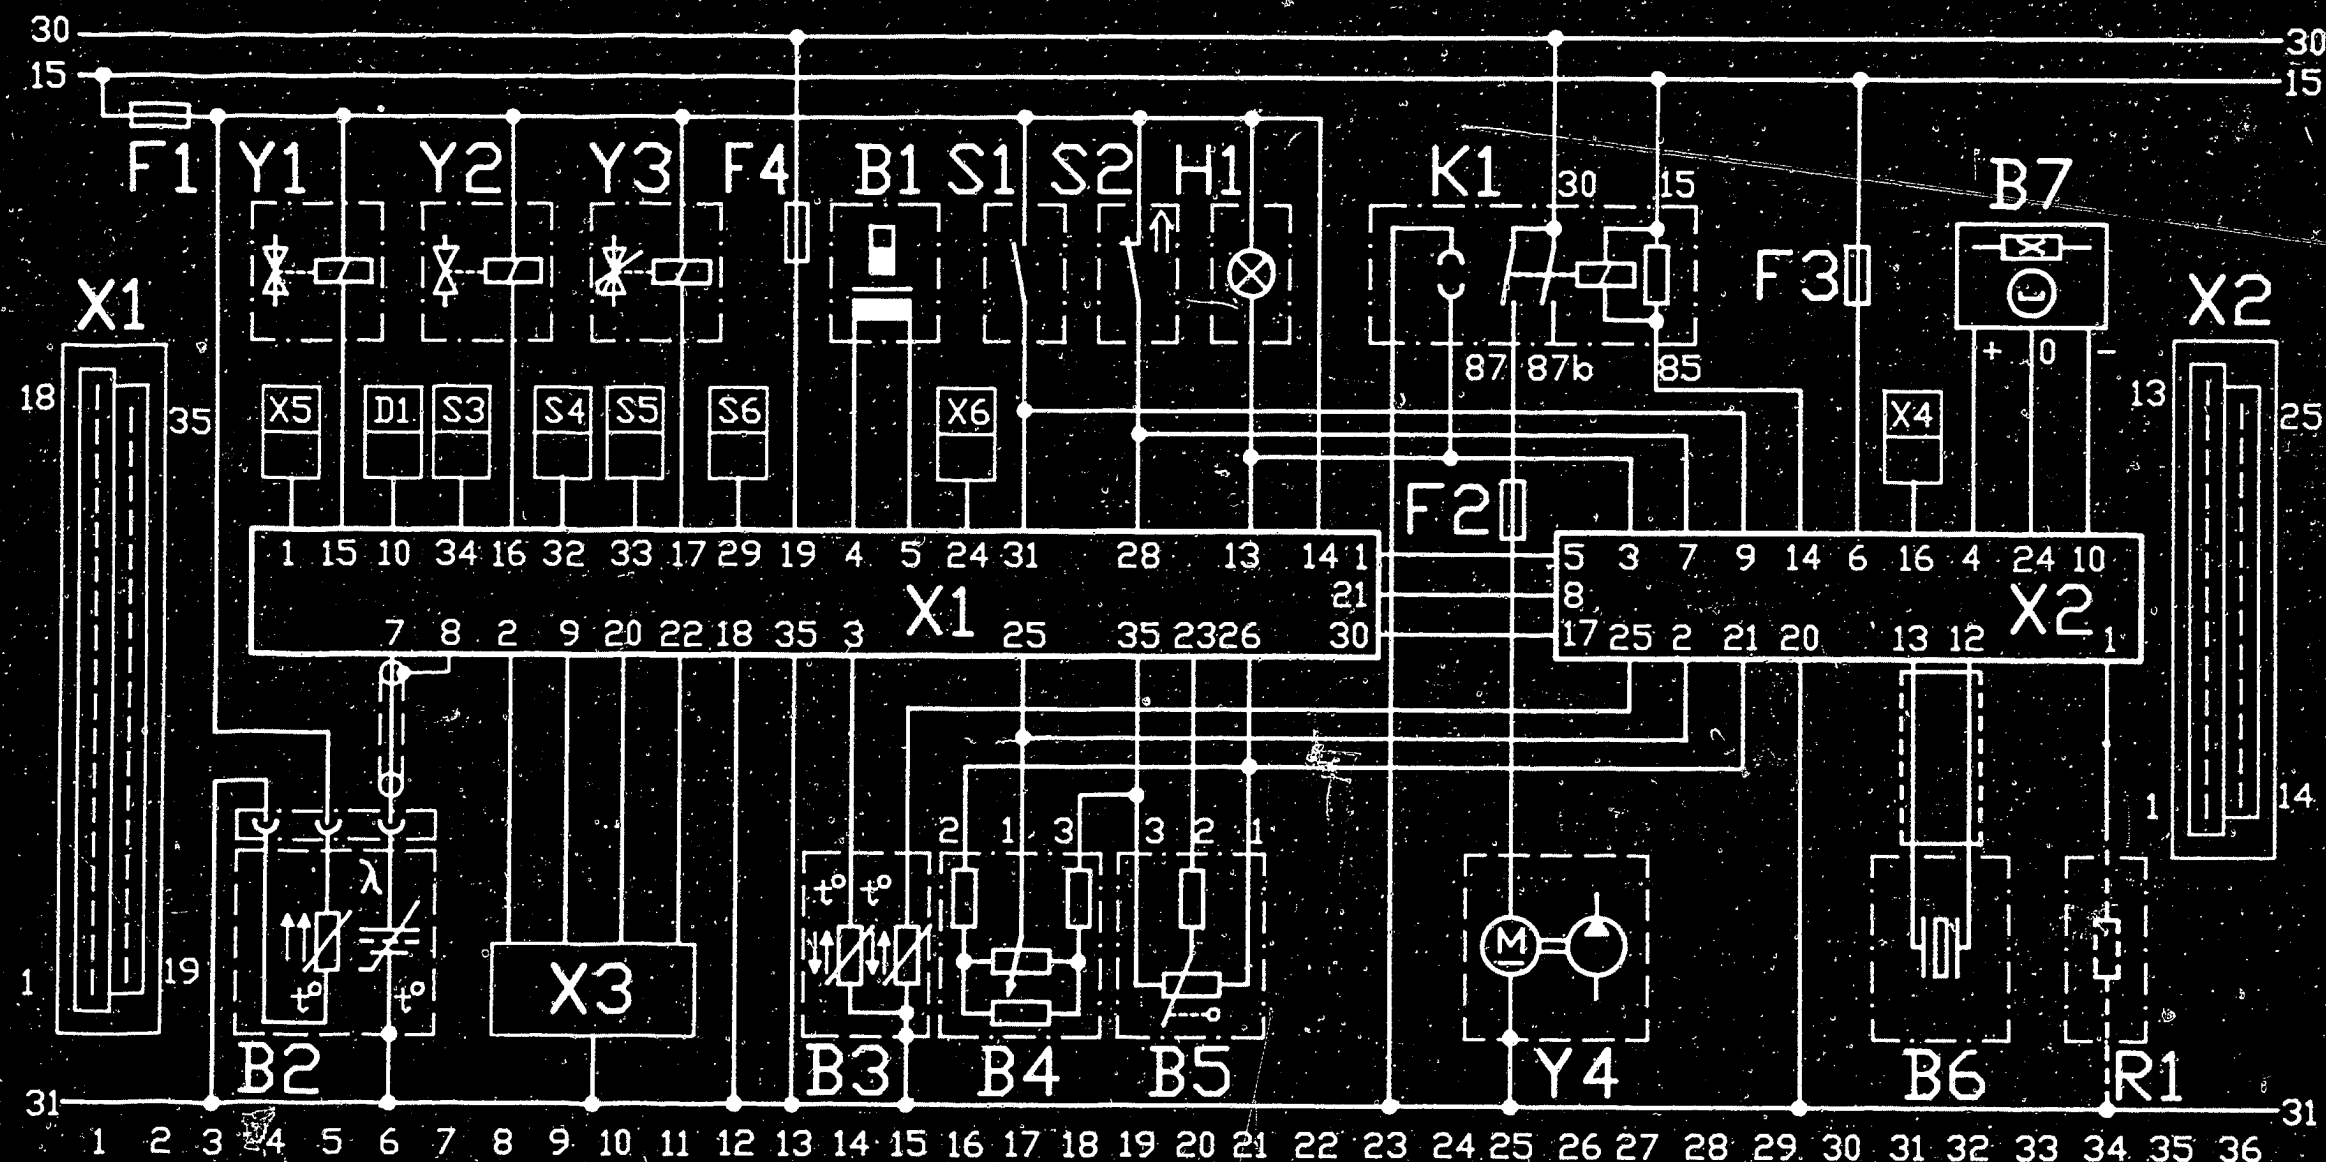 30 30
15 15
F1 Y1 Y2 Y3 F4 B1 S1 S2 H1 K1 30 15 B7
X1 F3 X2
+ 0 -
87 87b 85
18 35 X5 D1 S3 S4 S5 S6 X6 X4 13 25
F2
1 15 10 34 16 32 33 17 29 19 4 5 24 31 28 13 14 1 5 3 7 9 14 6 16 4 24 10
X1 21 8 X2
7 8 2 9 20 22 18 35 3 25 35 23 26 30 17 25 2 21 20 13 12 1
1 14
2 1 3 3 2 1
λ t° t°
M
1 19 X3
t° t°
B2 B3 B4 B5 Y4 B6 R1
31 31
1 2 3 4 5 6 7 8 9 10 11 12 13 14 15 16 17 18 19 20 21 22 23 24 25 26 27 28 29 30 31 32 33 34 35 36